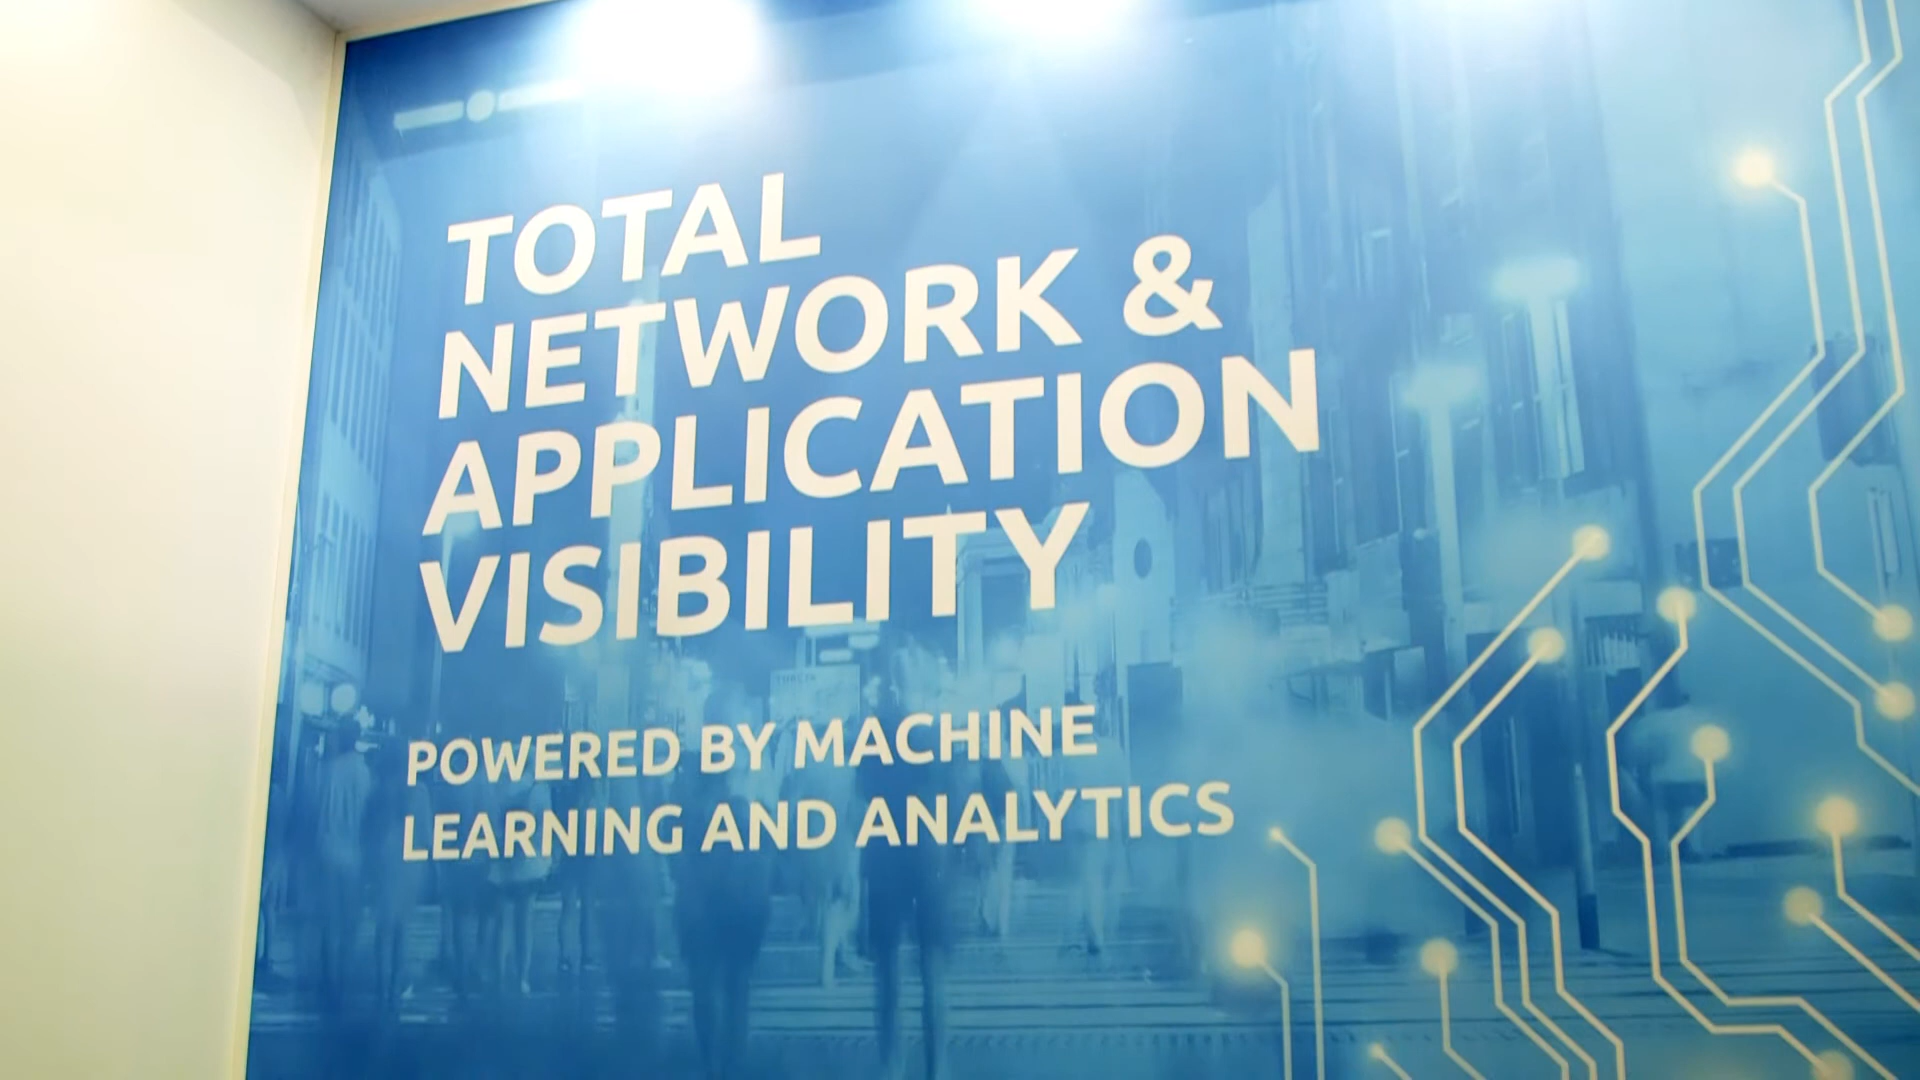 TOTAL
NETWORK &
APPLICATION
VISIBILITY
POWERED BY MACHINE
LEARNING AND ANALYTICS